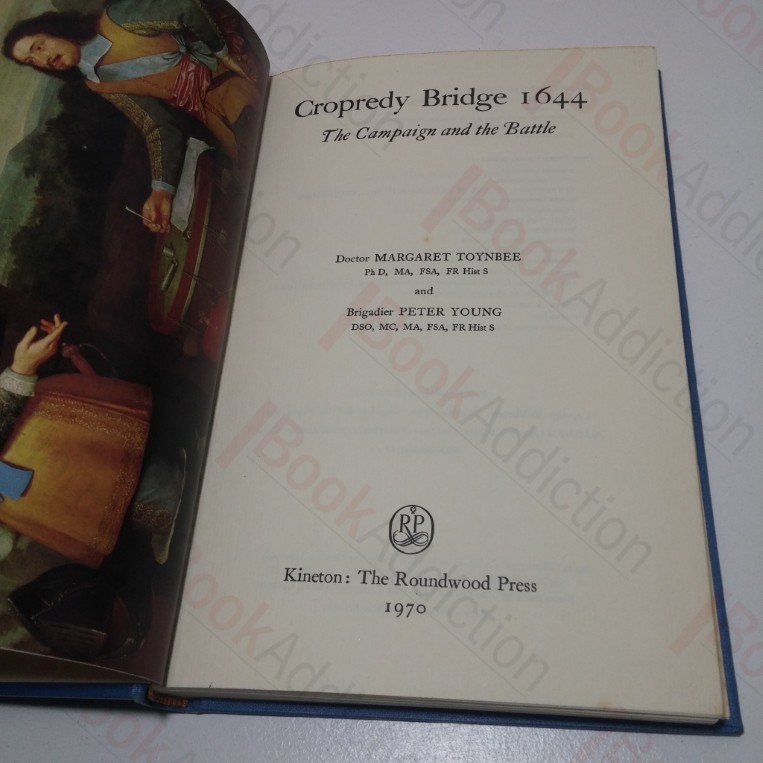 Cropredy Bridge 1644
The Campaign and the Battle
Doctor MARGARET TOYNBEE
Ph D, MA, FSA, FR Hist S
and
Brigadier PETER YOUNG
DSO, MC, MA, FSA, FR Hist S
RP
Kineton: The Roundwood Press
1970
BookAddiction